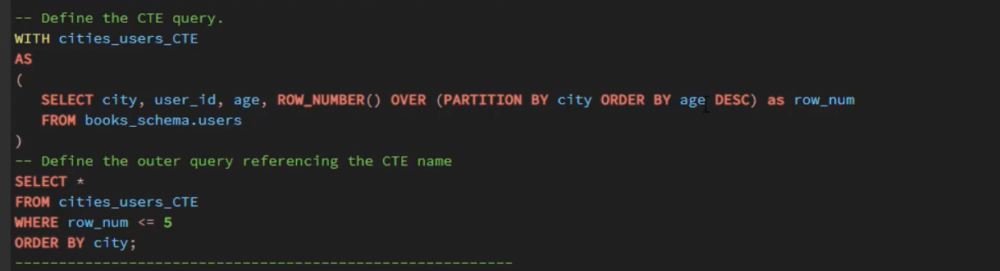 -- Define the CTE query.
WITH cities_users_CTE
AS
(
   SELECT city, user_id, age, ROW_NUMBER() OVER (PARTITION BY city ORDER BY age DESC) as row_num
   FROM books_schema.users
)
-- Define the outer query referencing the CTE name
SELECT *
FROM cities_users_CTE
WHERE row_num <= 5
ORDER BY city;
---------------------------------------------------------